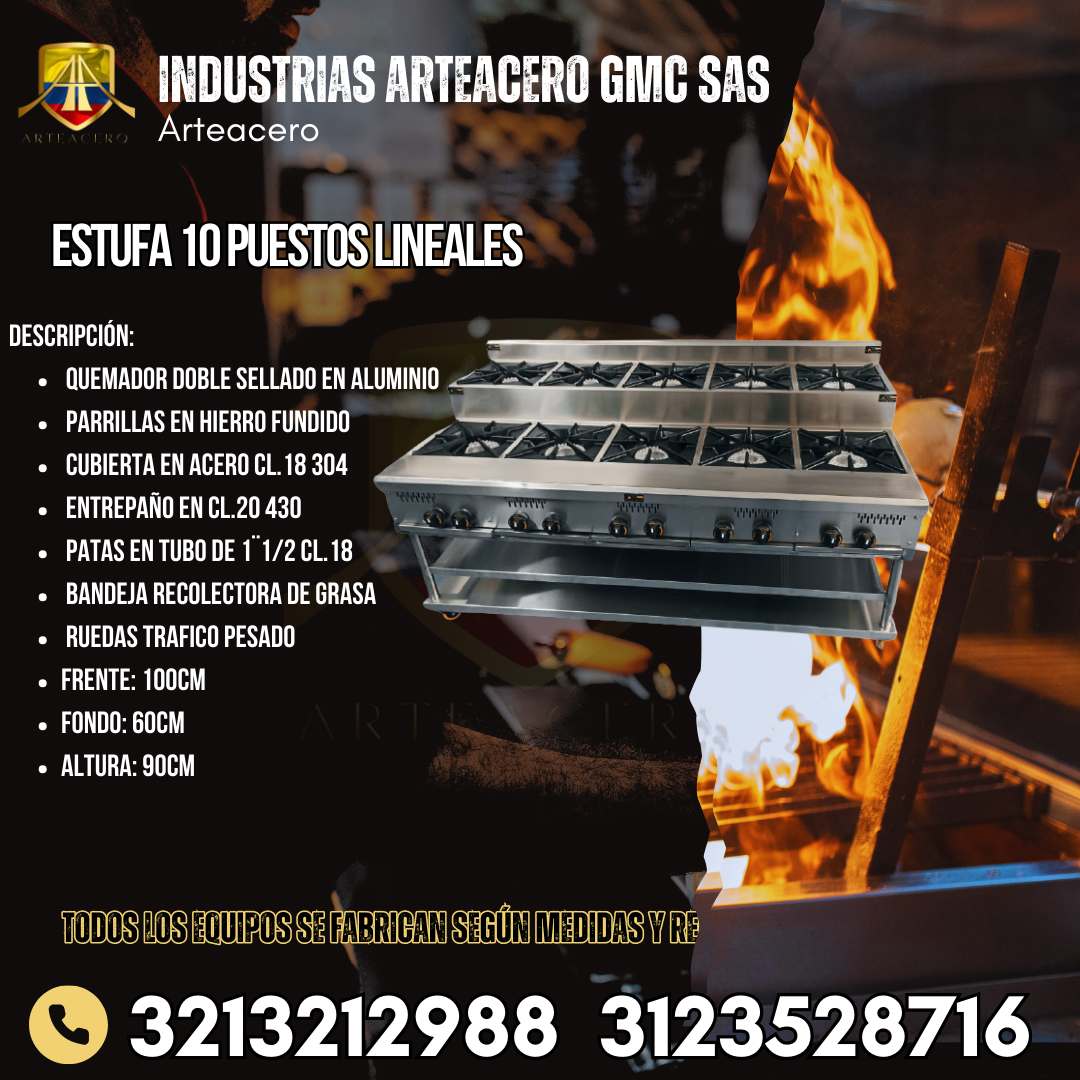 INDUSTRIAS ARTEACERO GMC SAS
Arteacero
ARTEACERO
ESTUFA 10 PUESTOS LINEALES
DESCRIPCIÓN:
• QUEMADOR DOBLE SELLADO EN ALUMINIO
• PARRILLAS EN HIERRO FUNDIDO
• CUBIERTA EN ACERO CL.18 304
• ENTREPAÑO EN CL.20 430
• PATAS EN TUBO DE 1¨1/2 CL.18
• BANDEJA RECOLECTORA DE GRASA
• RUEDAS TRAFICO PESADO
• FRENTE: 100CM
• FONDO: 60CM
• ALTURA: 90CM
ARTEACER
TODOS LOS EQUIPOS SE FABRICAN SEGÚN MEDIDAS Y RE
3213212988 3123528716